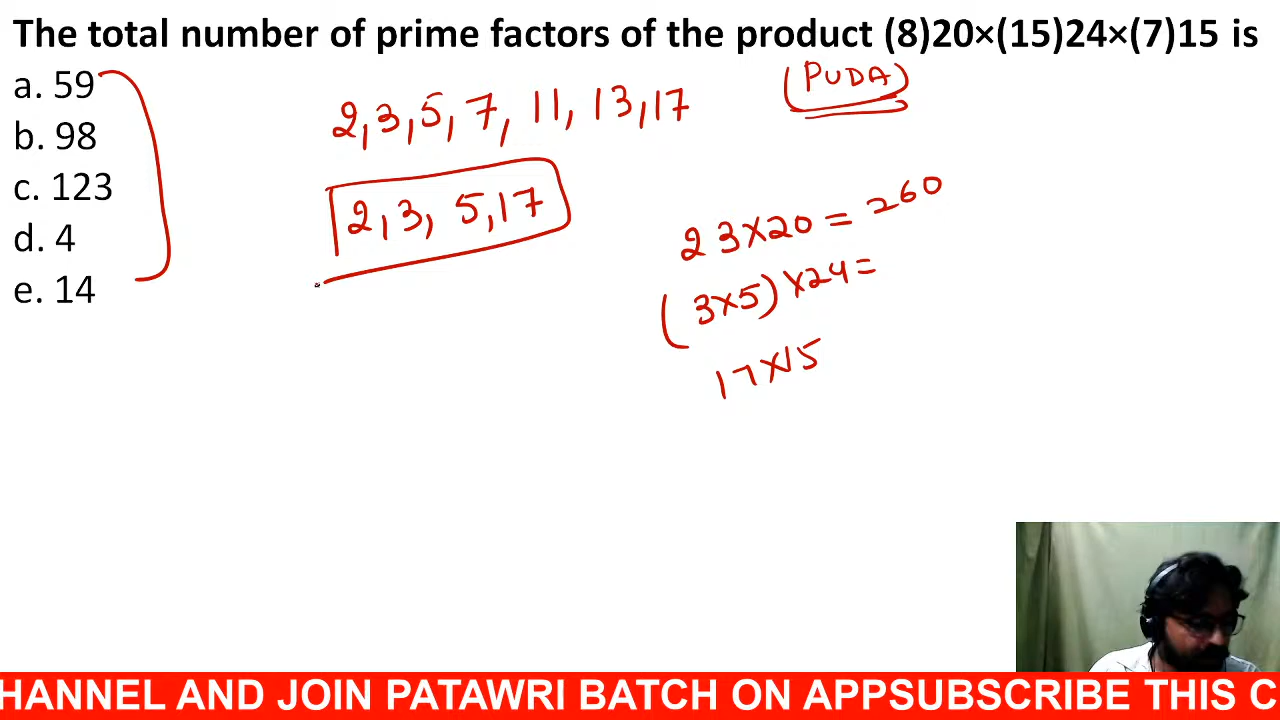 The total number of prime factors of the product (8)20×(15)24×(7)15 is
a. 59
b. 98
c. 123
d. 4
e. 14
(PUDA)
2,3,5,7,11,13,17
2,3, 5,17
23×20=260
(3×5)×24=
17×15
HANNEL AND JOIN PATAWRI BATCH ON APPSUBSCRIBE THIS C